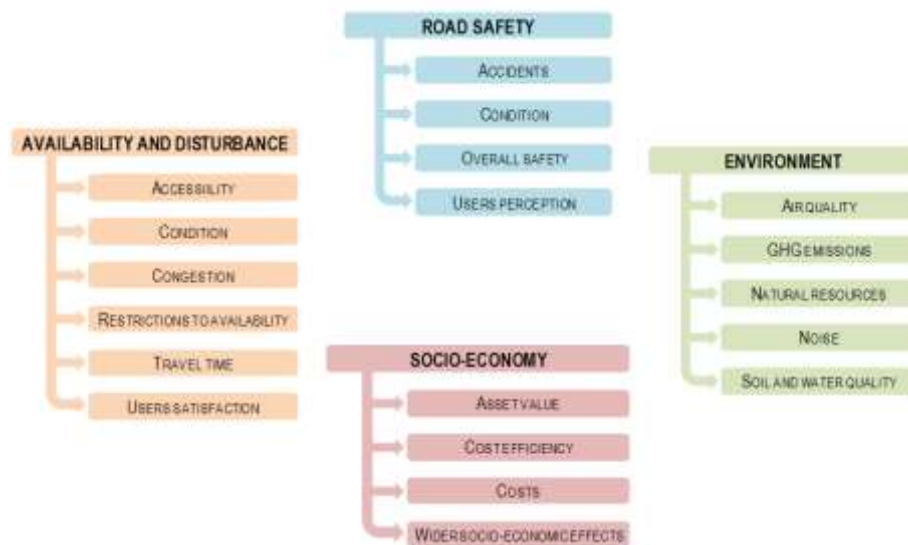 ROAD SAFETY
ACCIDENTS
CONDITION
OVERALL SAFETY
USERS PERCEPTION
AVAILABILITY AND DISTURBANCE
ACCESSIILITY
CONDITION
CONGESTION
RESTRICTIONS TO AVAILABILITY
TRAVEL TIME
USERS SATISFACTION
ENVIRONMENT
AIR QUALITY
GHG EMISSIONS
NATURAL RESOURCES
NOISE
SOIL AND WATER QUALITY
SOCIO-ECONOMY
ASSET VALUE
COST EFFICIENCY
COSTS
WIDER SOCIO-ECONOMIC EFFECTS